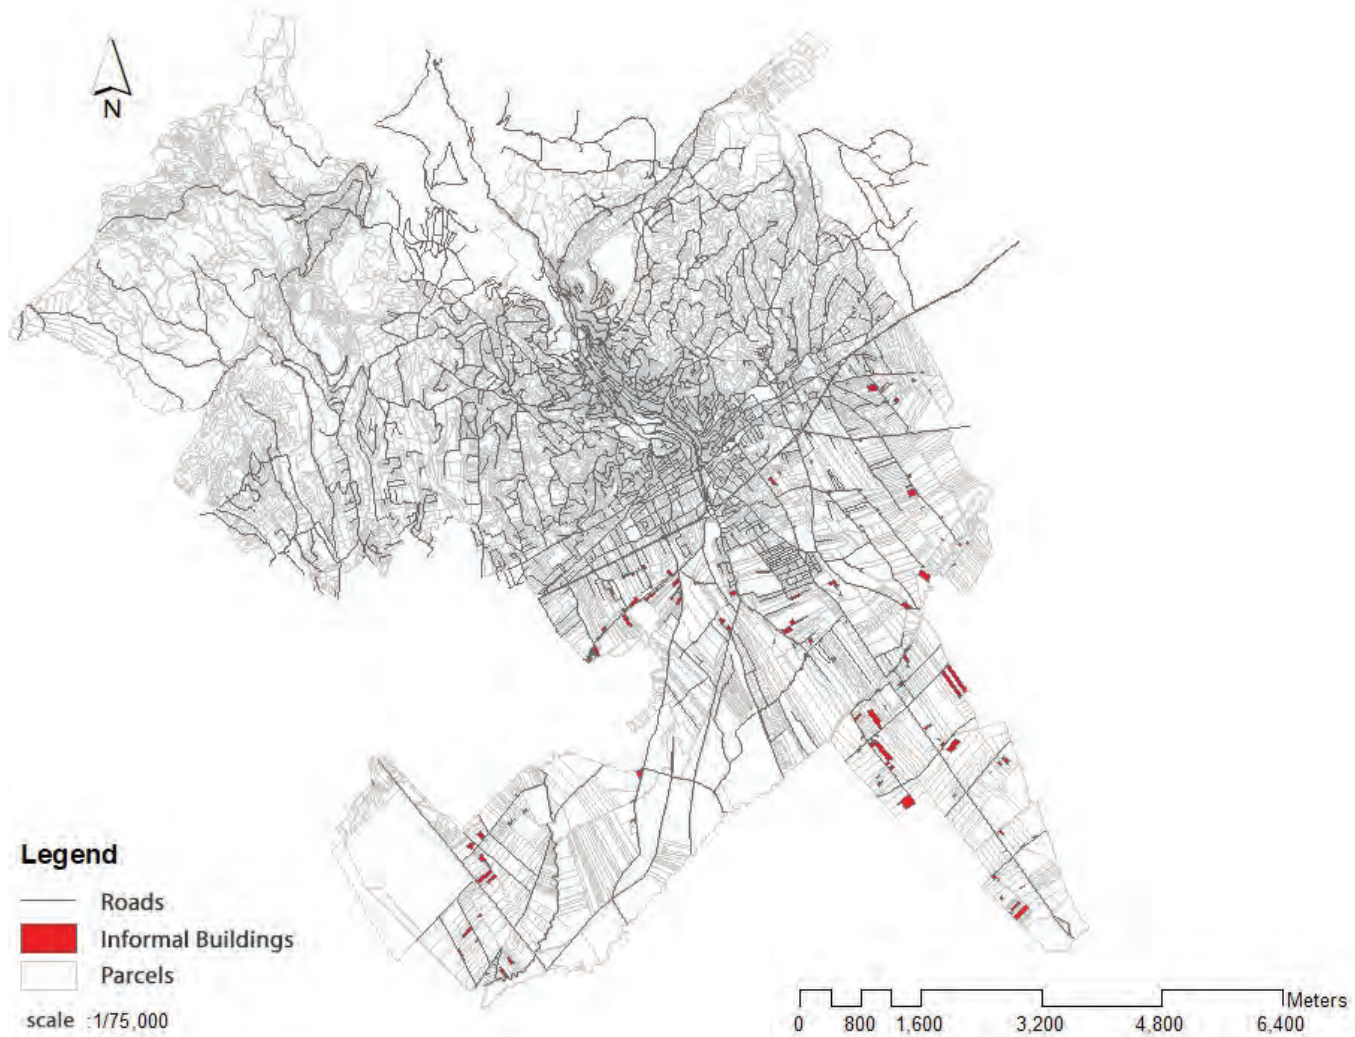 N
Legend
Roads
Informal Buildings
Parcels
scale :1/75,000
Meters
0 800 1,600 3,200 4,800 6,400